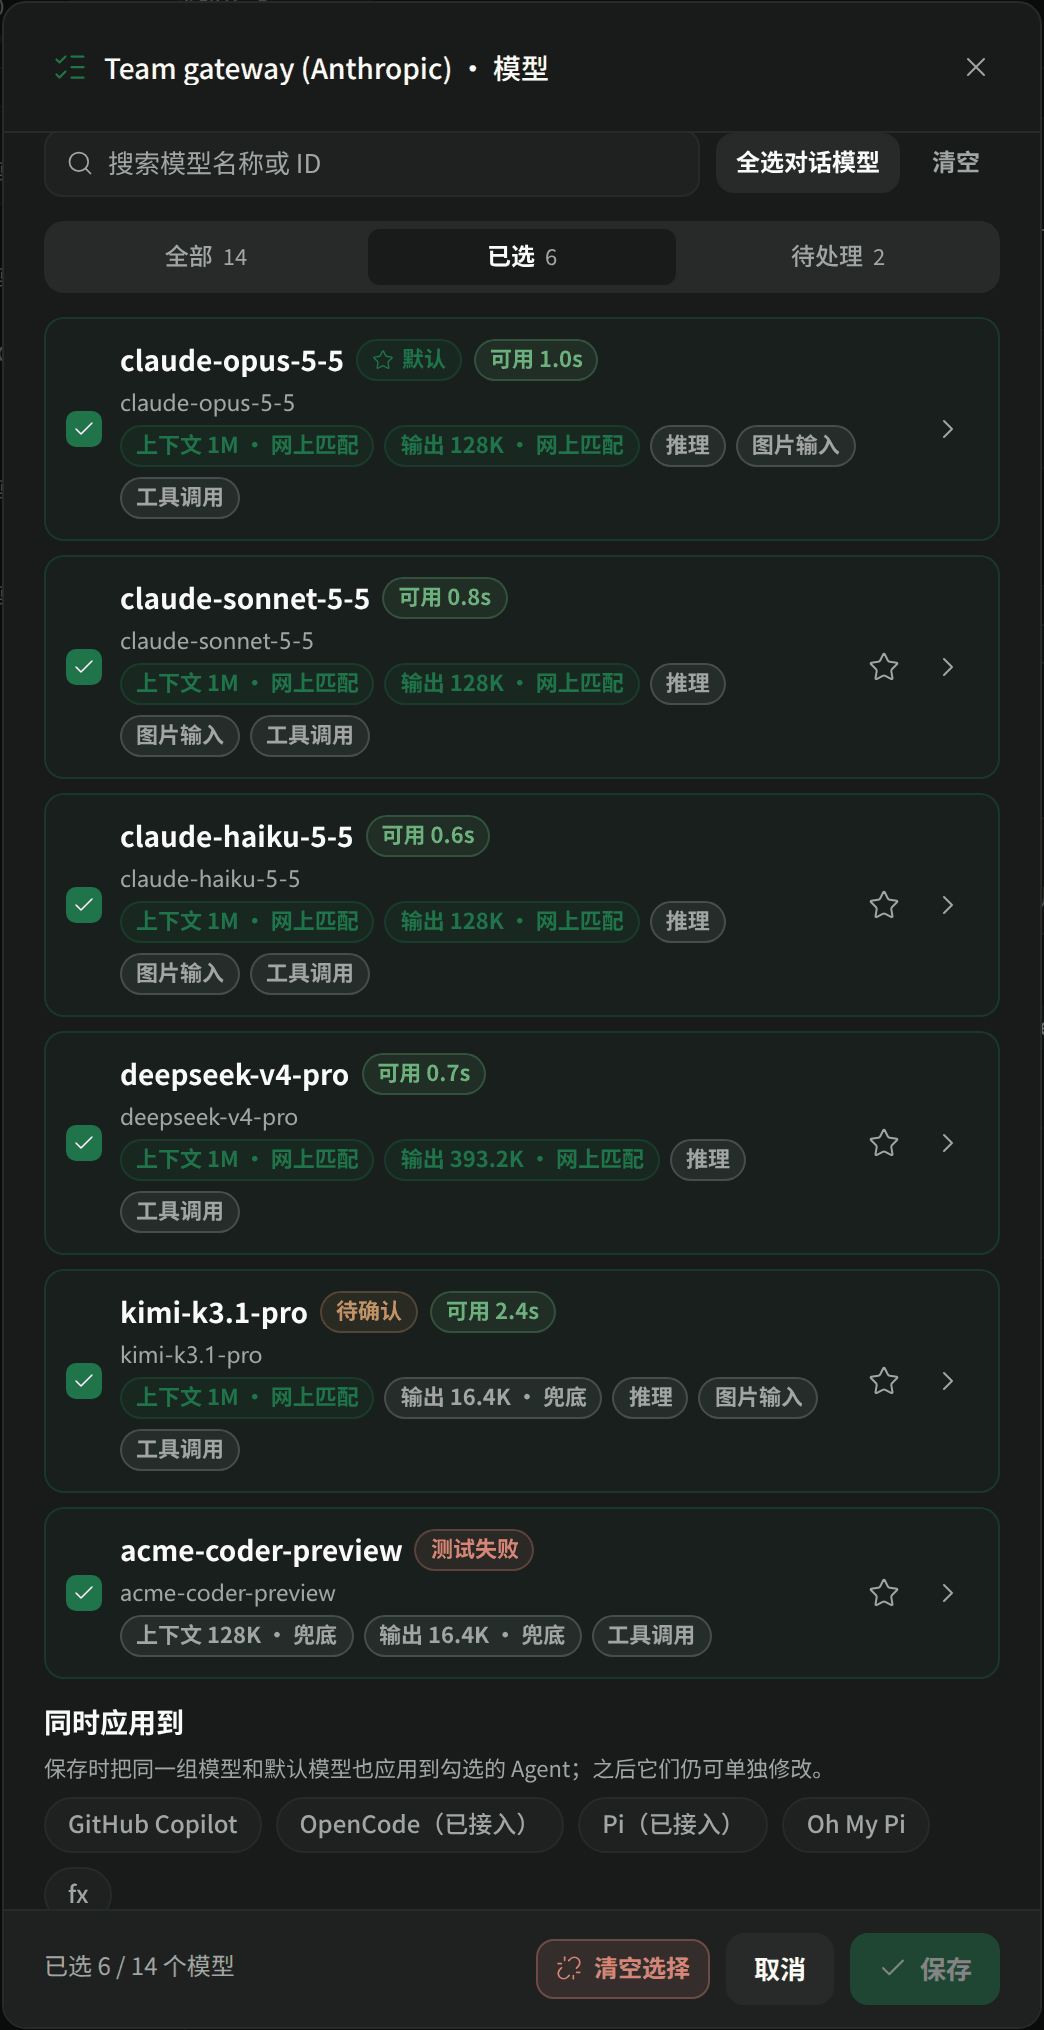 Team gateway (Anthropic) · 模型
搜索模型名称或 ID
全选对话模型
清空
全部 14
已选 6
待处理 2
claude-opus-5-5 默认 可用 1.0s
claude-opus-5-5
上下文 1M · 网上匹配 输出 128K · 网上匹配 推理 图片输入
工具调用
claude-sonnet-5-5 可用 0.8s
claude-sonnet-5-5
上下文 1M · 网上匹配 输出 128K · 网上匹配 推理
图片输入 工具调用
claude-haiku-5-5 可用 0.6s
claude-haiku-5-5
上下文 1M · 网上匹配 输出 128K · 网上匹配 推理
图片输入 工具调用
deepseek-v4-pro 可用 0.7s
deepseek-v4-pro
上下文 1M · 网上匹配 输出 393.2K · 网上匹配 推理
工具调用
kimi-k3.1-pro 待确认 可用 2.4s
kimi-k3.1-pro
上下文 1M · 网上匹配 输出 16.4K · 兜底 推理 图片输入
工具调用
acme-coder-preview 测试失败
acme-coder-preview
上下文 128K · 兜底 输出 16.4K · 兜底 工具调用
同时应用到
保存时把同一组模型和默认模型也应用到勾选的 Agent；之后它们仍可单独修改。
GitHub Copilot OpenCode（已接入） Pi（已接入） Oh My Pi
fx
已选 6 / 14 个模型
清空选择
取消
保存